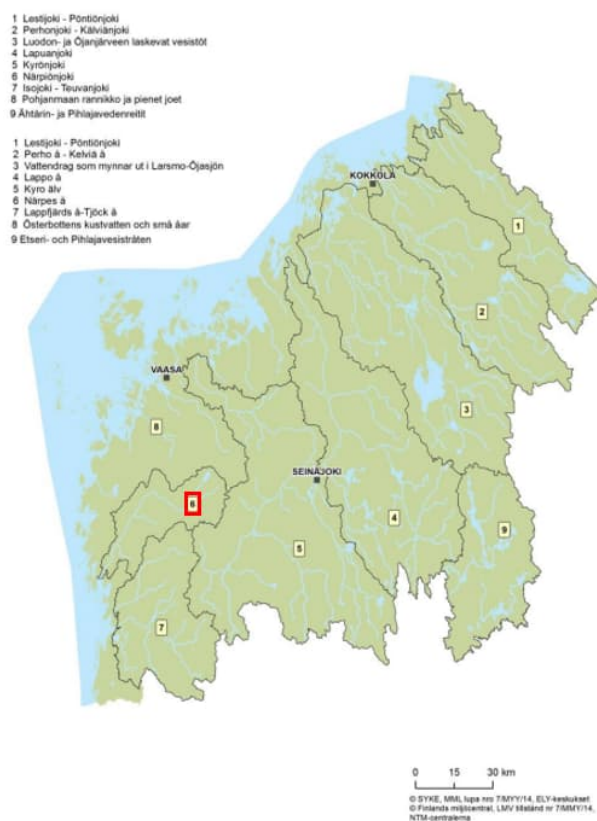 1 Lestijoki - Pöntiönjoki
2 Perhonjoki - Kälviänjoki
3 Luodon- ja Öjanjärveen laskevat vesistöt
4 Lapuanjoki
5 Kyrönjoki
6 Närpiönjoki
7 Isojoki - Teuvanjoki
8 Pohjanmaan rannikko ja pienet joet
9 Ähtärin- ja Pihlajavedenreitit
1 Lestijoki - Pöntiönjoki
2 Perho å - Kelviå å
3 Vattendrag som mynnar ut i Larsmo-Öjasjön
4 Lappo å
5 Kyro älv
6 Närpes å
7 Lappfjärds å-Tjöck å
8 Österbottens kustvatten och små åar
9 Etseri- och Pihlajavesistråten
KOKKOLA
1
2
VAASA
3
8
SEINÄJOKI
6
4
9
5
7
0 15 30 km
© SYKE, MML lupa nro 7/MYY/14, ELY-keskukset
© Finlands miljöcentral, LMV tillstånd nr 7/MMY/14,
NTM-centralerna